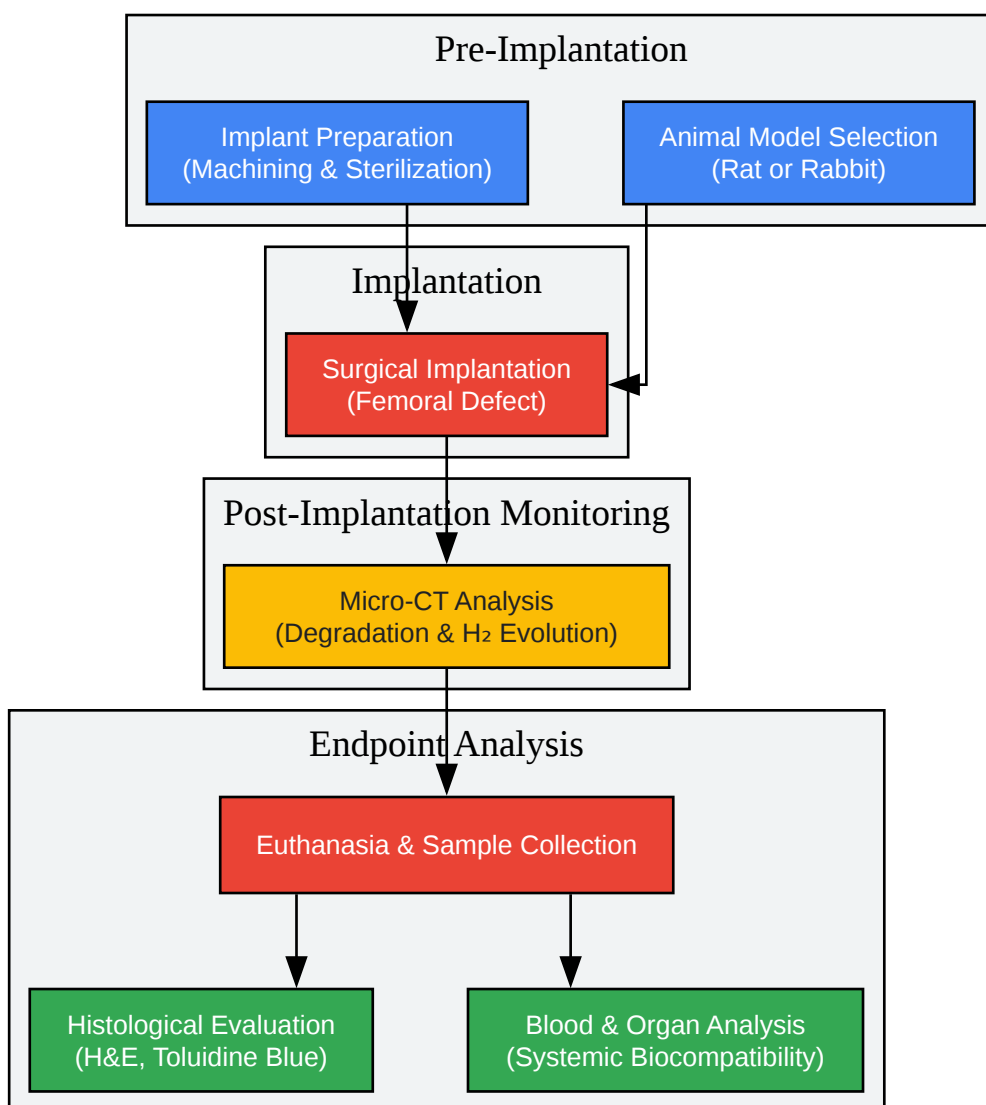 Pre-Implantation
Implant Preparation
(Machining & Sterilization)
Animal Model Selection
(Rat or Rabbit)
Implantation
Surgical Implantation
(Femoral Defect)
Post-Implantation Monitoring
Micro-CT Analysis
(Degradation & H₂ Evolution)
Endpoint Analysis
Euthanasia & Sample Collection
Histological Evaluation
(H&E, Toluidine Blue)
Blood & Organ Analysis
(Systemic Biocompatibility)